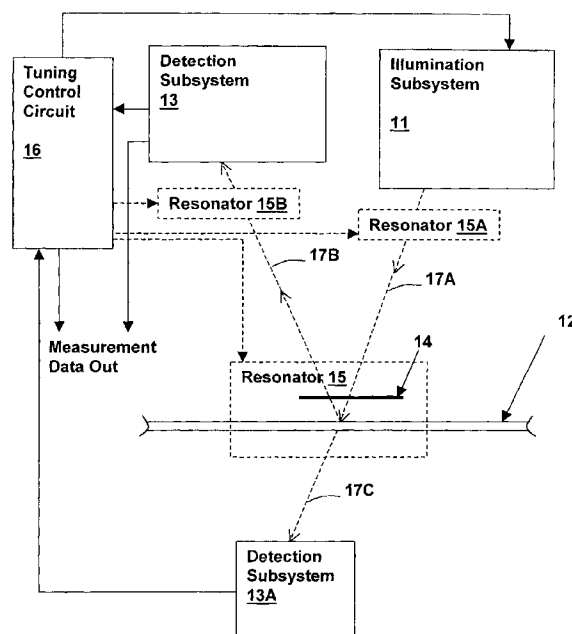 Tuning
Control
Circuit
16
Detection
Subsystem
13
Illumination
Subsystem
11
Resonator 15B
Resonator 15A
17B
17A
Measurement
Data Out
14
12
Resonator 15
17C
Detection
Subsystem
13A